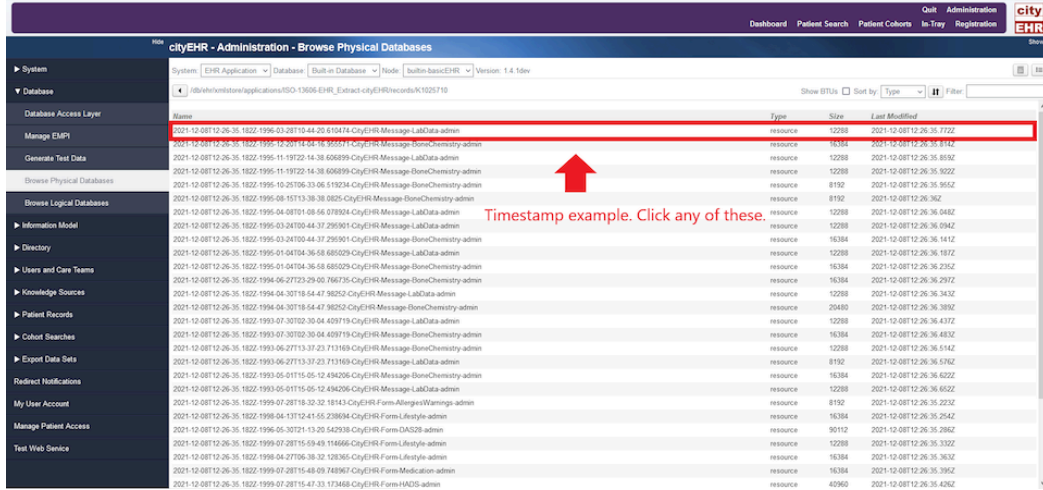 Quit Administration
city
EHR
Dashboard Patient Search Patient Cohorts In-Tray Registration
Hide
cityEHR - Administration - Browse Physical Databases
Show
▶ System
System: EHR Application Database: Built-in Database Node: builtin-basicEHR Version: 1.4.1dev
▼ Database
/db/ehr/xmlstore/applications/ISO-13606-EHR_Extract-cityEHR/records/K1025710
Show BTUs Sort by: Type Filter:
Database Access Layer
Manage EMPI
Generate Test Data
Browse Physical Databases
Browse Logical Databases
▶ Information Model
▶ Directory
▶ Users and Care Teams
▶ Knowledge Sources
▶ Patient Records
▶ Cohort Searches
▶ Export Data Sets
Redirect Notifications
My User Account
Manage Patient Access
Test Web Service
Name Type Size Last Modified
2021-12-08T12-26-35.182Z-1996-03-28T10-44-20.610474-CityEHR-Message-LabData-admin resource 12288 2021-12-08T12:26:35.772Z
2021-12-08T12-26-35.182Z-1995-12-20T14-04-16.955571-CityEHR-Message-BoneChemistry-admin resource 16384 2021-12-08T12:26:35.814Z
2021-12-08T12-26-35.182Z-1995-11-19T22-14-38.606899-CityEHR-Message-LabData-admin resource 12288 2021-12-08T12:26:35.859Z
2021-12-08T12-26-35.182Z-1995-11-19T22-14-38.606899-CityEHR-Message-BoneChemistry-admin resource 12288 2021-12-08T12:26:35.922Z
2021-12-08T12-26-35.182Z-1995-10-25T06-33-06.519234-CityEHR-Message-BoneChemistry-admin resource 8192 2021-12-08T12:26:35.955Z
2021-12-08T12-26-35.182Z-1995-08-15T13-38-38.0825-CityEHR-Message-BoneChemistry-admin resource 8192 2021-12-08T12:26:36Z
Timestamp example. Click any of these.
2021-12-08T12-26-35.182Z-1995-04-08T01-08-56.078924-CityEHR-Message-LabData-admin resource 12288 2021-12-08T12:26:36.048Z
2021-12-08T12-26-35.182Z-1995-03-24T00-44-37.295901-CityEHR-Message-LabData-admin resource 12288 2021-12-08T12:26:36.094Z
2021-12-08T12-26-35.182Z-1995-03-24T00-44-37.295901-CityEHR-Message-BoneChemistry-admin resource 16384 2021-12-08T12:26:36.141Z
2021-12-08T12-26-35.182Z-1995-01-04T04-36-58.685029-CityEHR-Message-LabData-admin resource 12288 2021-12-08T12:26:36.187Z
2021-12-08T12-26-35.182Z-1995-01-04T04-36-58.685029-CityEHR-Message-BoneChemistry-admin resource 16384 2021-12-08T12:26:36.235Z
2021-12-08T12-26-35.182Z-1994-06-27T23-29-00.766735-CityEHR-Message-BoneChemistry-admin resource 16384 2021-12-08T12:26:36.297Z
2021-12-08T12-26-35.182Z-1994-04-30T18-54-47.98252-CityEHR-Message-LabData-admin resource 12288 2021-12-08T12:26:36.343Z
2021-12-08T12-26-35.182Z-1994-04-30T18-54-47.98252-CityEHR-Message-BoneChemistry-admin resource 20480 2021-12-08T12:26:36.389Z
2021-12-08T12-26-35.182Z-1993-07-30T02-30-04.409719-CityEHR-Message-LabData-admin resource 12288 2021-12-08T12:26:36.437Z
2021-12-08T12-26-35.182Z-1993-07-30T02-30-04.409719-CityEHR-Message-BoneChemistry-admin resource 16384 2021-12-08T12:26:36.483Z
2021-12-08T12-26-35.182Z-1993-06-27T13-37-23.713169-CityEHR-Message-LabData-admin resource 12288 2021-12-08T12:26:36.514Z
2021-12-08T12-26-35.182Z-1993-06-27T13-37-23.713169-CityEHR-Message-BoneChemistry-admin resource 8192 2021-12-08T12:26:36.576Z
2021-12-08T12-26-35.182Z-1993-05-01T15-05-12.494206-CityEHR-Message-BoneChemistry-admin resource 16384 2021-12-08T12:26:36.622Z
2021-12-08T12-26-35.182Z-1993-05-01T15-05-12.494206-CityEHR-Message-LabData-admin resource 12288 2021-12-08T12:26:36.652Z
2021-12-08T12-26-35.182Z-1999-07-28T18-32-32.18143-CityEHR-Form-AllergiesWarnings-admin resource 8192 2021-12-08T12:26:35.223Z
2021-12-08T12-26-35.182Z-1998-04-13T12-41-55.238694-CityEHR-Form-Lifestyle-admin resource 16384 2021-12-08T12:26:35.254Z
2021-12-08T12-26-35.182Z-1996-05-30T21-13-20.542938-CityEHR-Form-DAS28-admin resource 90112 2021-12-08T12:26:35.286Z
2021-12-08T12-26-35.182Z-1999-07-28T15-59-49.114666-CityEHR-Form-Lifestyle-admin resource 12288 2021-12-08T12:26:35.332Z
2021-12-08T12-26-35.182Z-1998-04-27T06-38-32.128365-CityEHR-Form-Lifestyle-admin resource 16384 2021-12-08T12:26:35.363Z
2021-12-08T12-26-35.182Z-1999-07-28T15-48-09.748967-CityEHR-Form-Medication-admin resource 16384 2021-12-08T12:26:35.395Z
2021-12-08T12-26-35.182Z-1999-07-28T15-47-33.173468-CityEHR-Form-HADS-admin resource 40960 2021-12-08T12:26:35.426Z